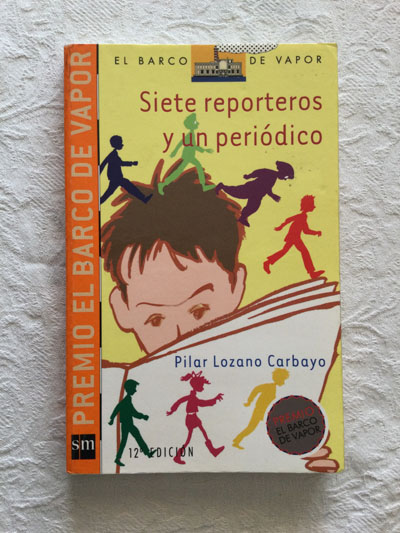 PREMIO EL BARCO DE VAPOR
EL BARCO DE VAPOR
Siete reporteros
y un periódico
Pilar Lozano Carbayo
PREMIO
EL BARCO
DE VAPOR
12ª EDICIÓN
sm